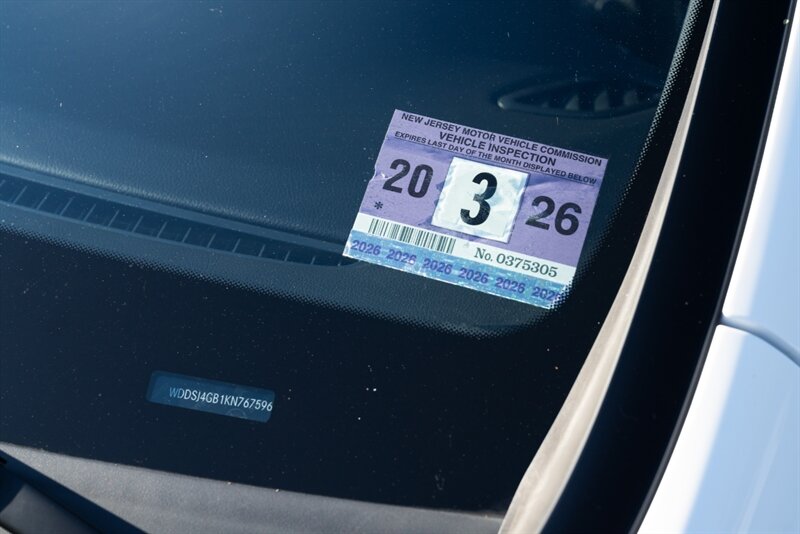 NEW JERSEY MOTOR VEHICLE COMMISSION
VEHICLE INSPECTION
EXPIRES LAST DAY OF THE MONTH DISPLAYED BELOW
20 3 26
*
No. 0375305
2026 2026 2026 2026 2026 2026
WDDSJ4GB1KN767596